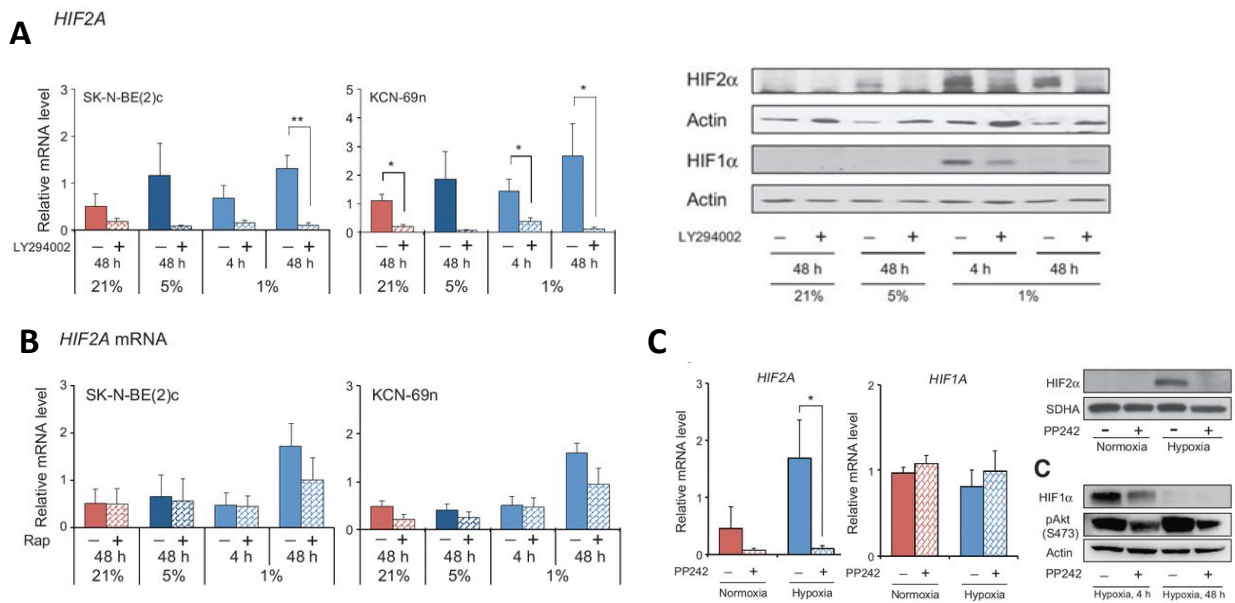 HIF2A
A
SK-N-BE(2)c
KCN-69n
Relative mRNA level
3
2
1
0
5
4
3
2
1
0
**
*
*
*
LY294002
– + – + – + – +
– + – + – + – +
48 h 48 h 4 h 48 h
48 h 48 h 4 h 48 h
21% 5% 1%
21% 5% 1%
HIF2α
Actin
HIF1α
Actin
LY294002 – + – + – + – +
48 h 48 h 4 h 48 h
21% 5% 1%
B
HIF2A mRNA
SK-N-BE(2)c
KCN-69n
Relative mRNA level
3
2
1
0
3
2
1
0
Rap
– + – + – + – +
– + – + – + – +
48 h 48 h 4 h 48 h
48 h 48 h 4 h 48 h
21% 5% 1%
21% 5% 1%
C
HIF2A
Relative mRNA level
3
2
1
0
*
PP242 – + – +
Normoxia Hypoxia
HIF1A
Relative mRNA level
2
1
0
PP242 – + – +
Normoxia Hypoxia
HIF2α
SDHA
PP242 – + – +
Normoxia Hypoxia
C
HIF1α
pAkt
(S473)
Actin
PP242 – + – +
Hypoxia, 4 h Hypoxia, 48 h